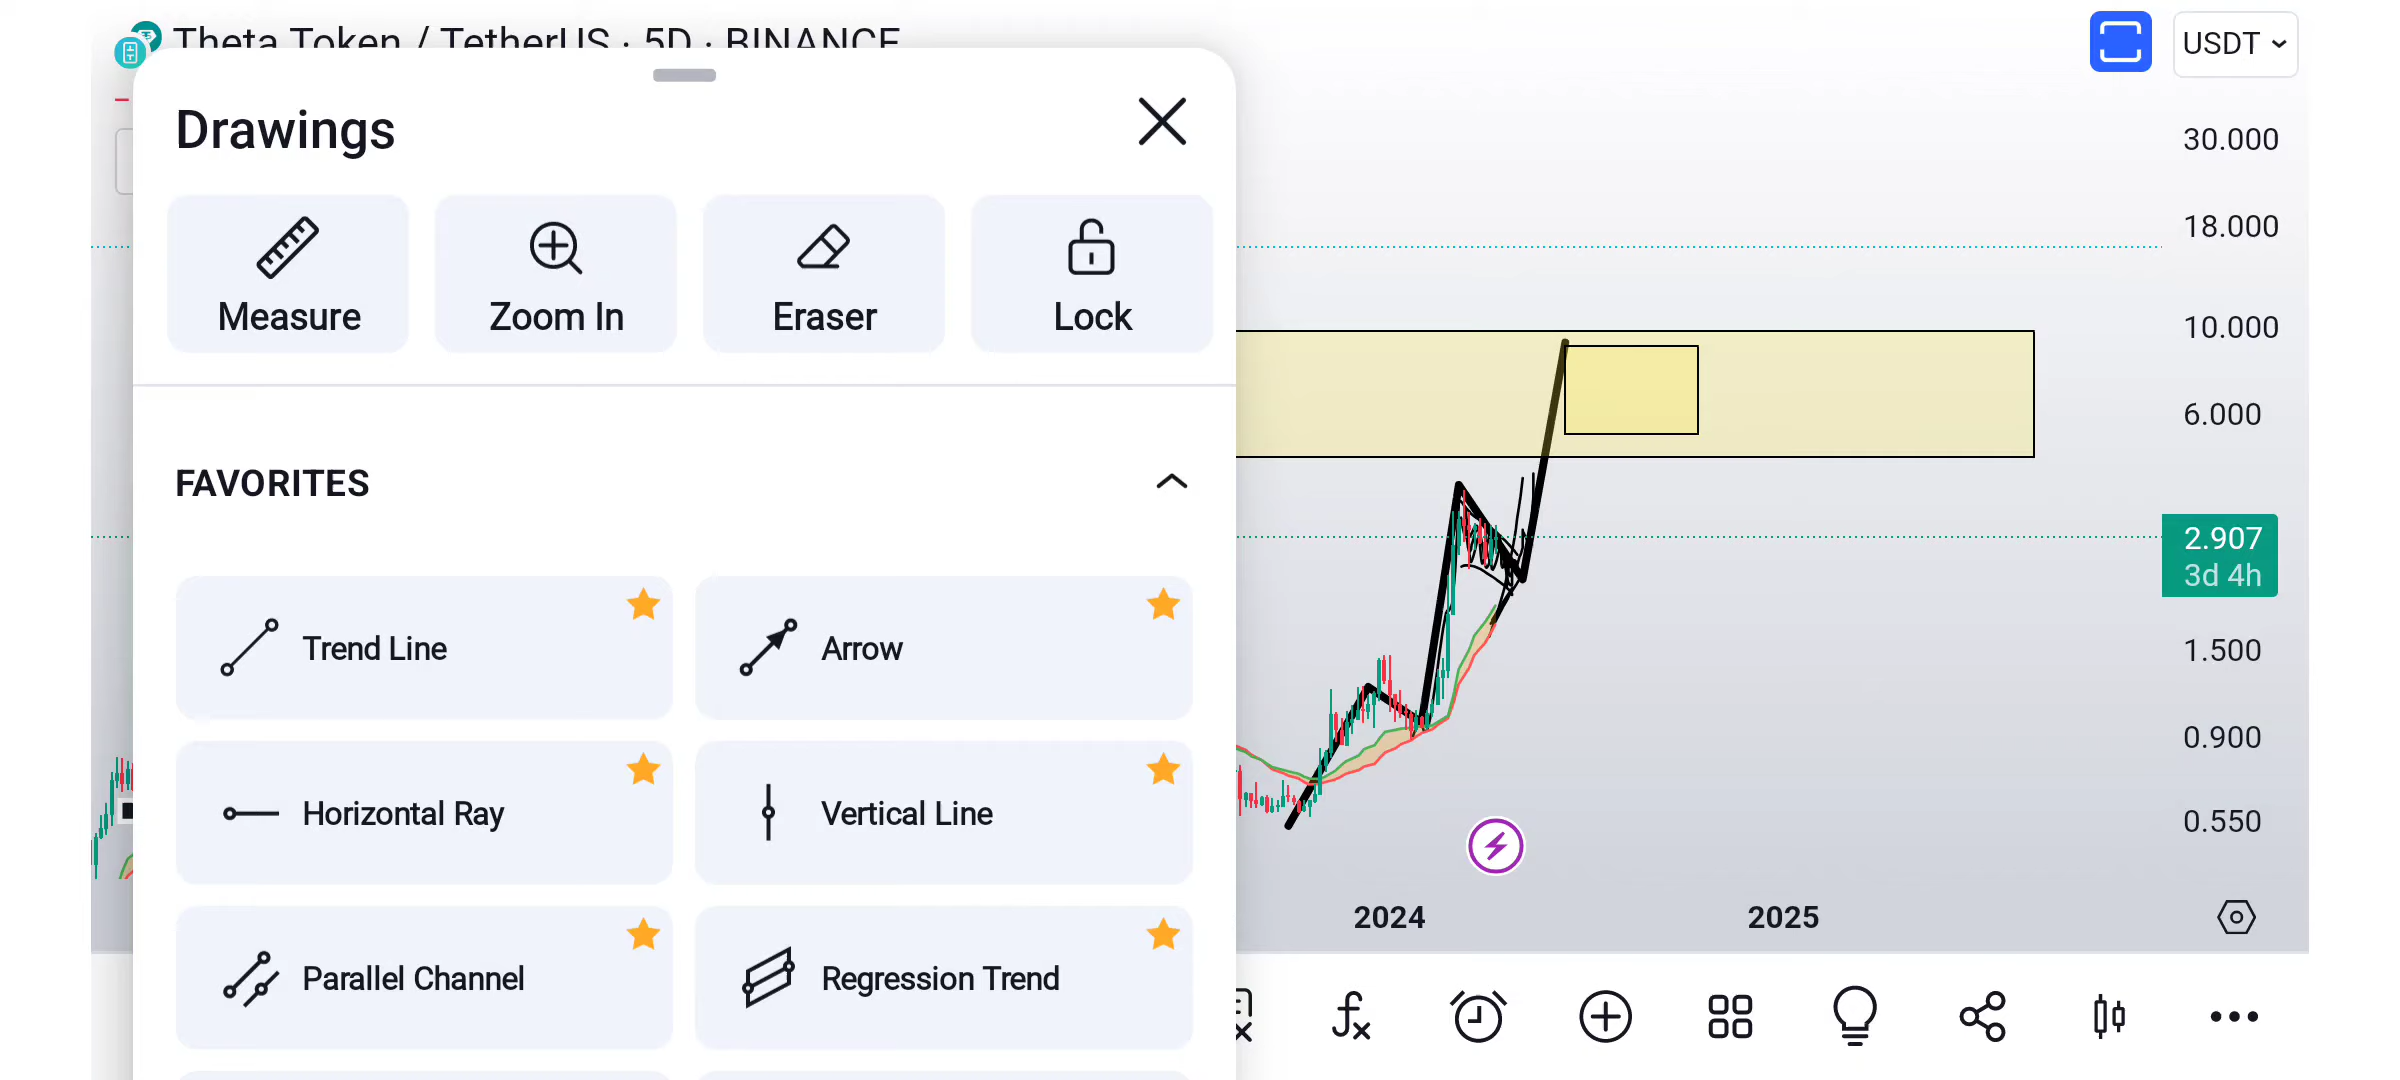 Theta Token / TetherUS · 5D · BINANCE
USDT
Drawings
Measure
Zoom In
Eraser
Lock
FAVORITES
Trend Line
Arrow
Horizontal Ray
Vertical Line
Parallel Channel
Regression Trend
30.000
18.000
10.000
6.000
2.907
3d 4h
1.500
0.900
0.550
2024
2025